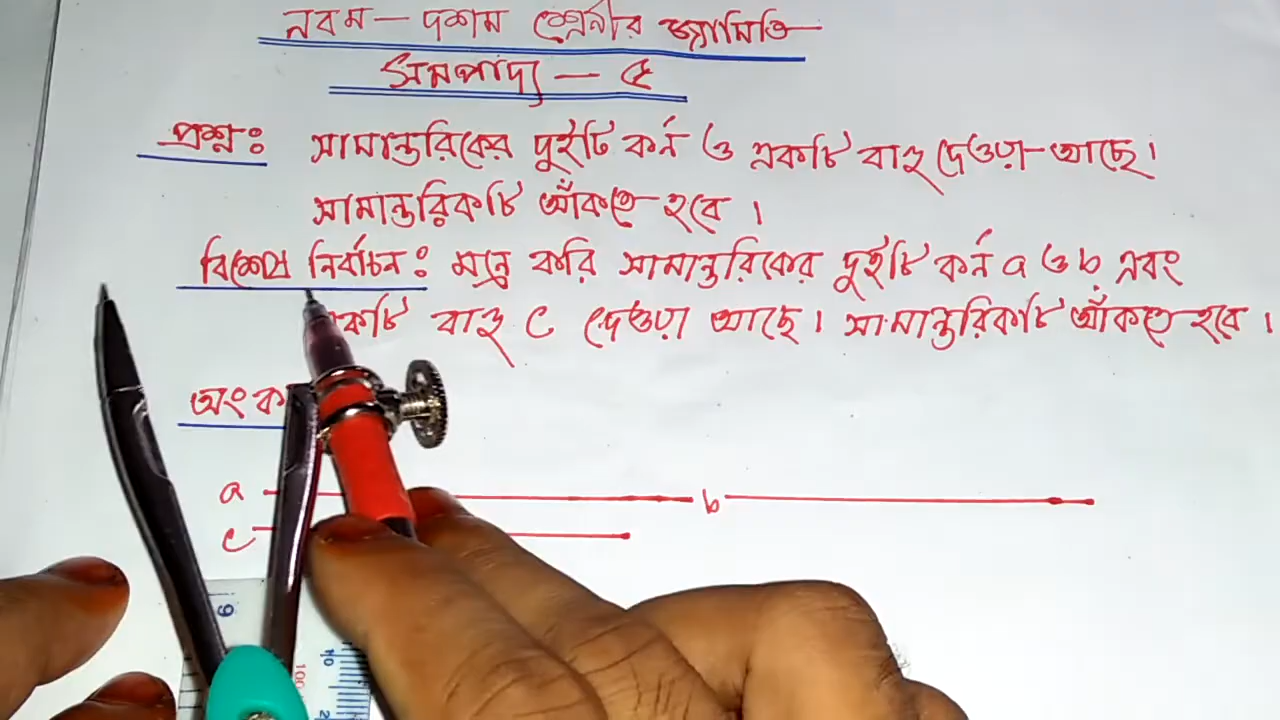 নবম - দশম শ্রেনীর জ্যামিতি
সম্পাদ্য - ৫
প্রশ্ন: সামান্তরিকের দুইটি কর্ন ও একটি বাহু দেওয়া আছে।
সামান্তরিকটি আঁকতে হবে।
বিশেষ নির্বাচন: মনে করি সামান্তরিকের দুইটি কর্ন a ও b এবং
কটি বাহু c দেওয়া আছে। সামান্তরিকটি আঁকতে হবে।
অংক
a b
c